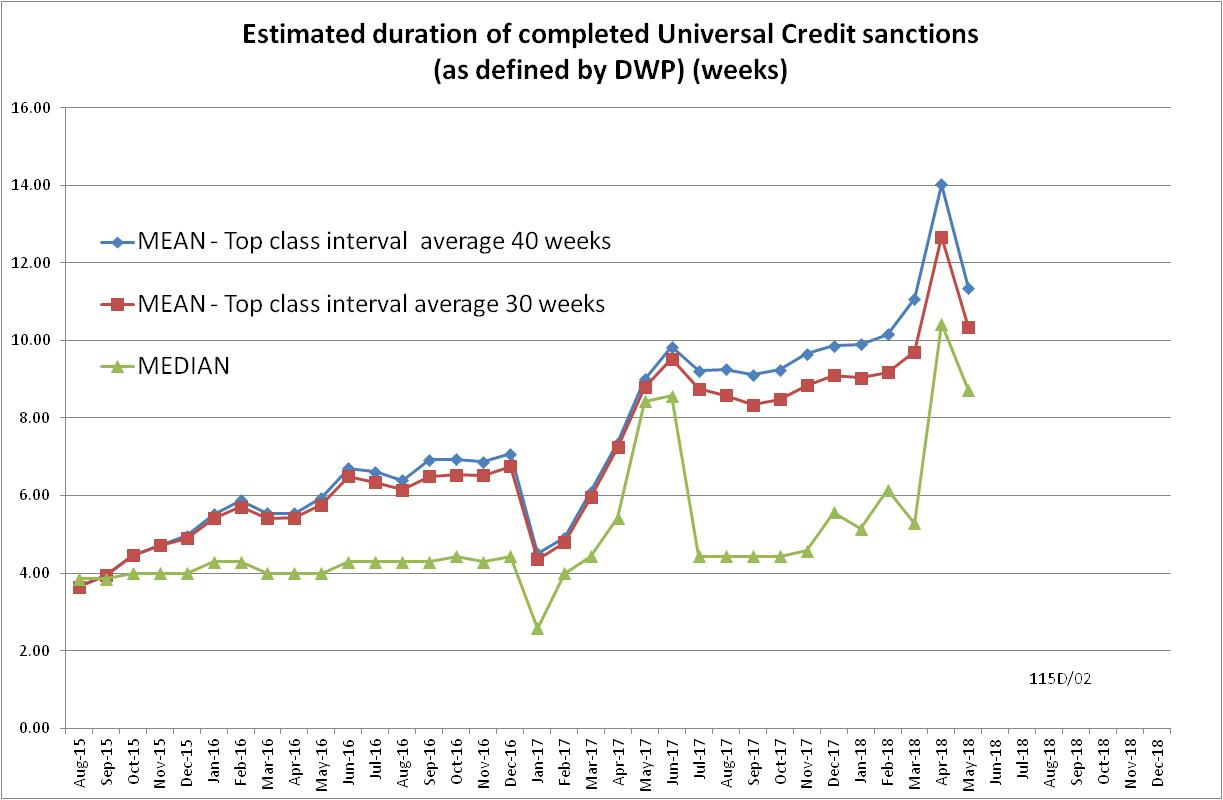 Estimated duration of completed Universal Credit sanctions
(as defined by DWP) (weeks)
16.00
14.00
12.00
10.00
8.00
6.00
4.00
2.00
0.00
MEAN - Top class interval  average 40 weeks
MEAN - Top class interval average 30 weeks
MEDIAN
115D/02
Aug-15
Sep-15
Oct-15
Nov-15
Dec-15
Jan-16
Feb-16
Mar-16
Apr-16
May-16
Jun-16
Jul-16
Aug-16
Sep-16
Oct-16
Nov-16
Dec-16
Jan-17
Feb-17
Mar-17
Apr-17
May-17
Jun-17
Jul-17
Aug-17
Sep-17
Oct-17
Nov-17
Dec-17
Jan-18
Feb-18
Mar-18
Apr-18
May-18
Jun-18
Jul-18
Aug-18
Sep-18
Oct-18
Nov-18
Dec-18